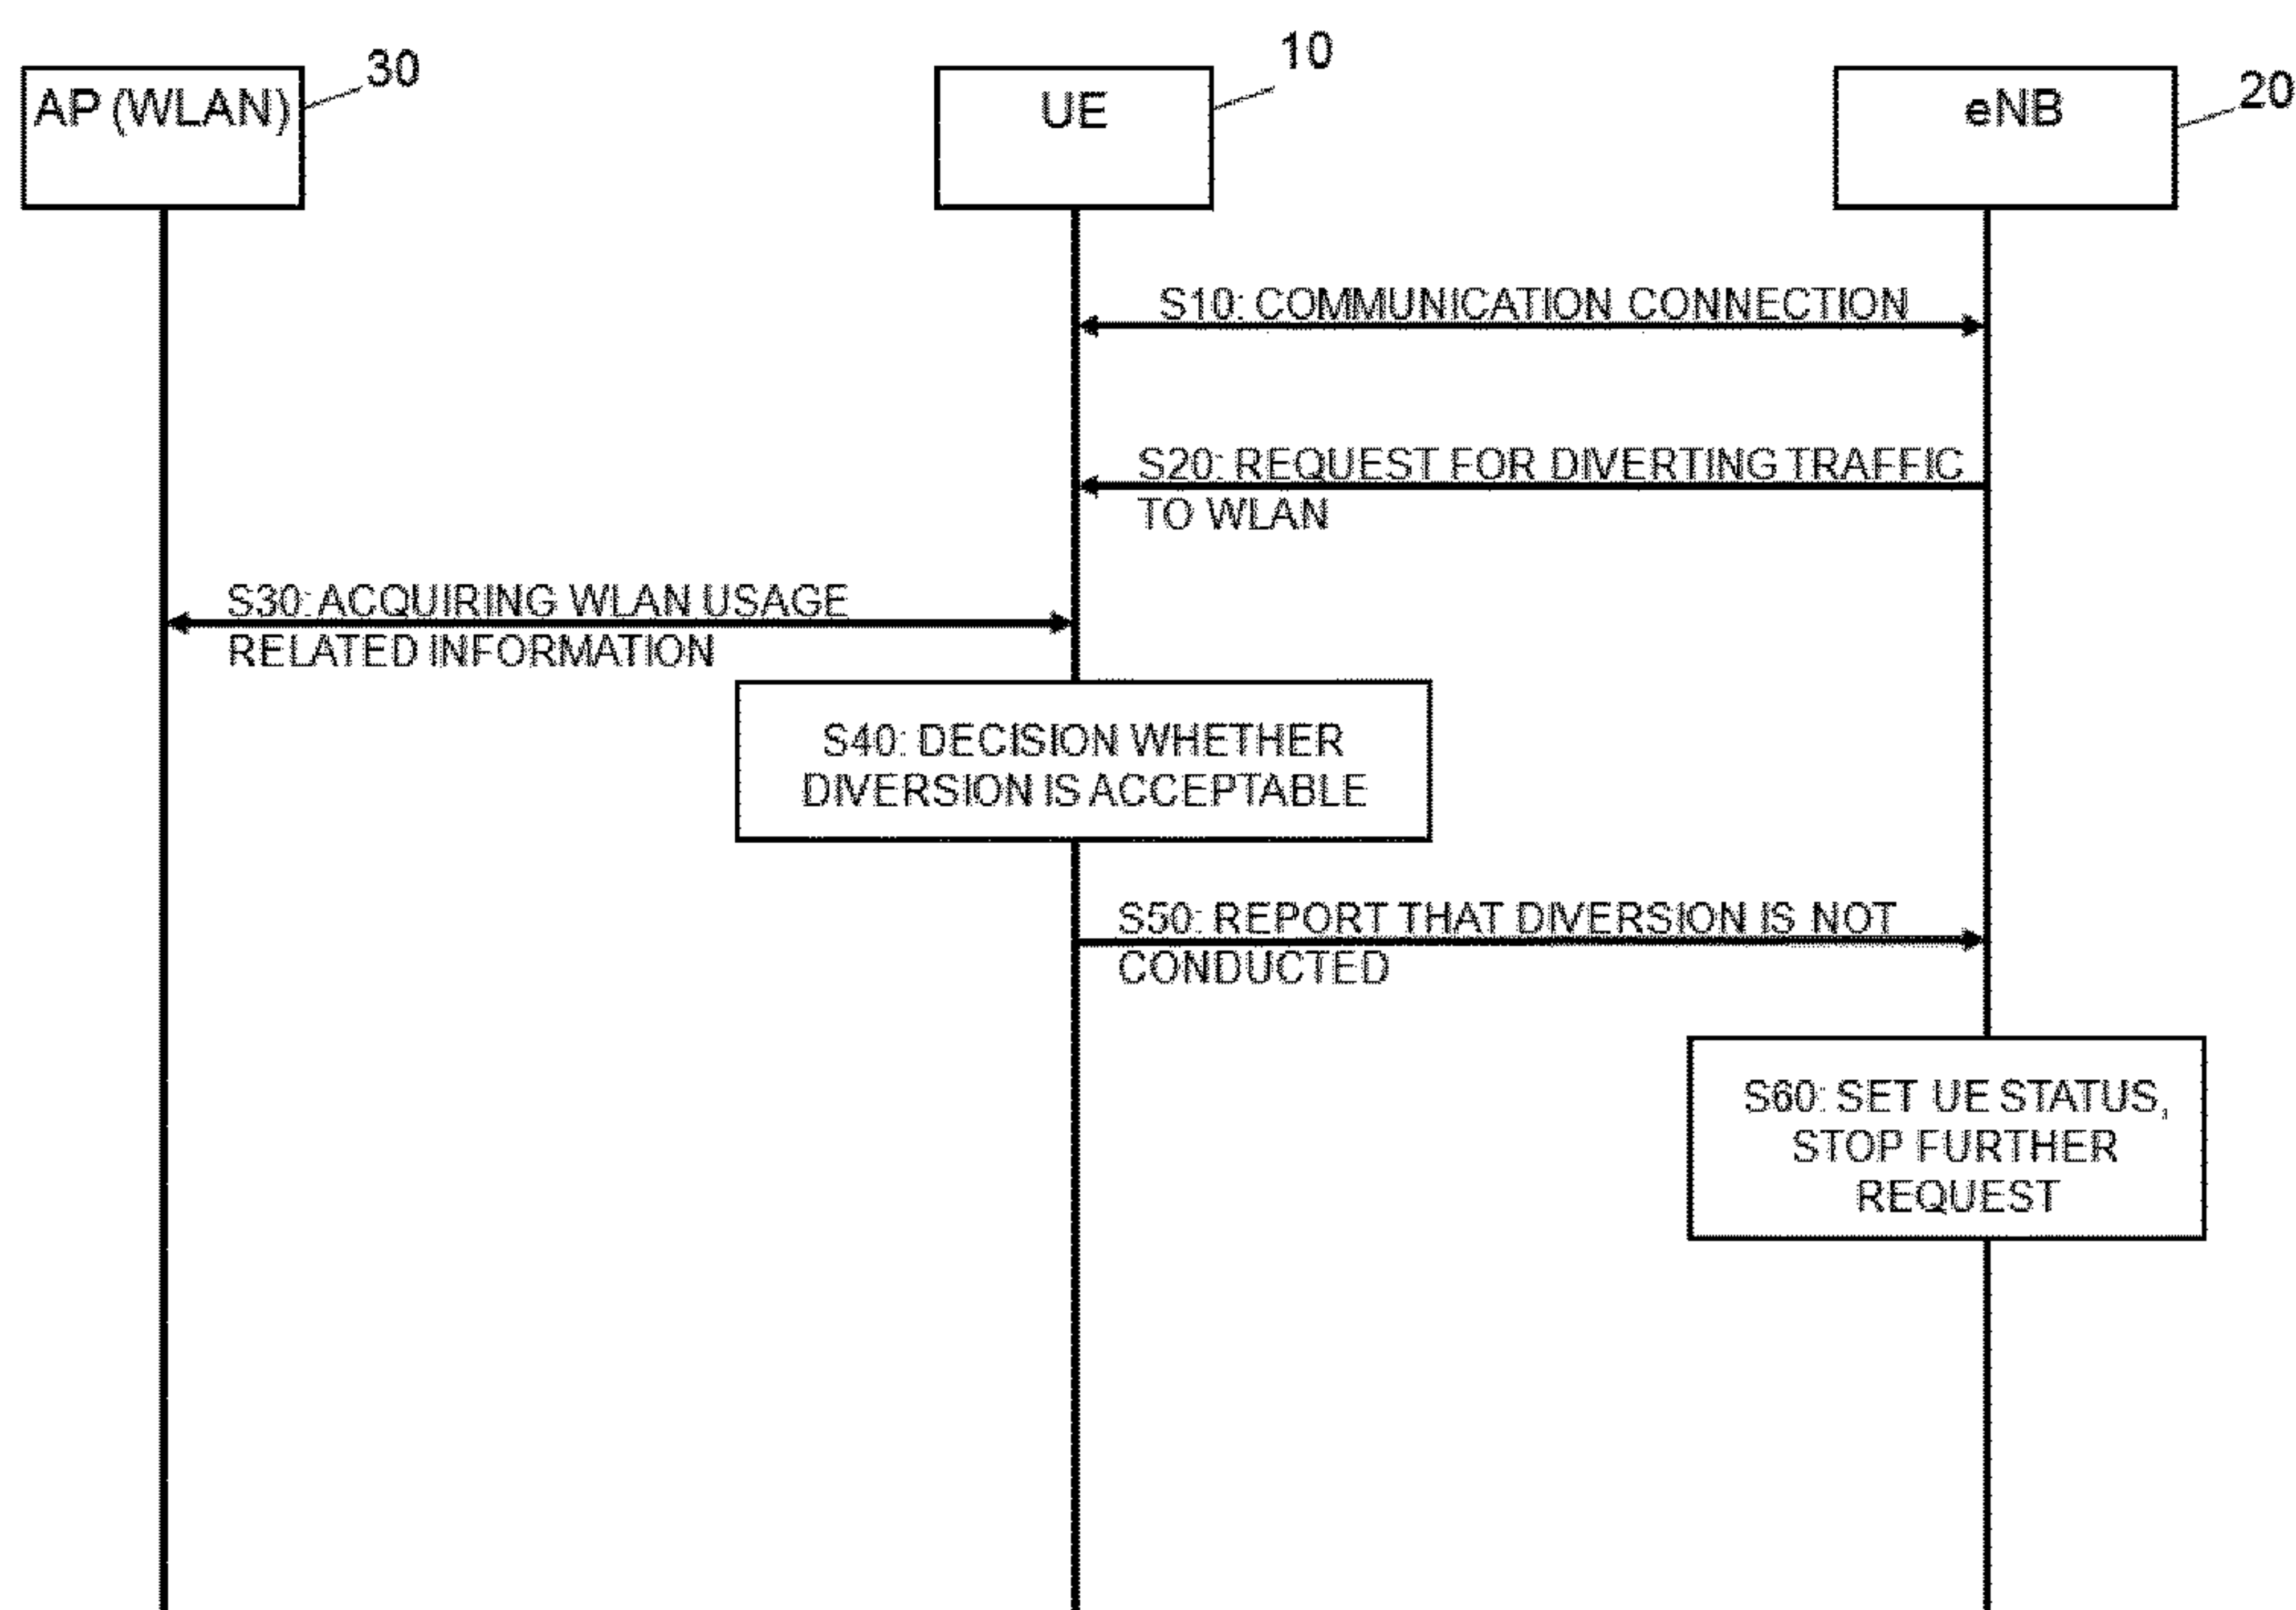 AP (WLAN)
30
UE
10
eNB
20
S10: COMMUNICATION CONNECTION
S20: REQUEST FOR DIVERTING TRAFFIC
TO WLAN
S30: ACQUIRING WLAN USAGE
RELATED INFORMATION
S40: DECISION WHETHER
DIVERSION IS ACCEPTABLE
S50: REPORT THAT DIVERSION IS NOT
CONDUCTED
S60: SET UE STATUS,
STOP FURTHER
REQUEST